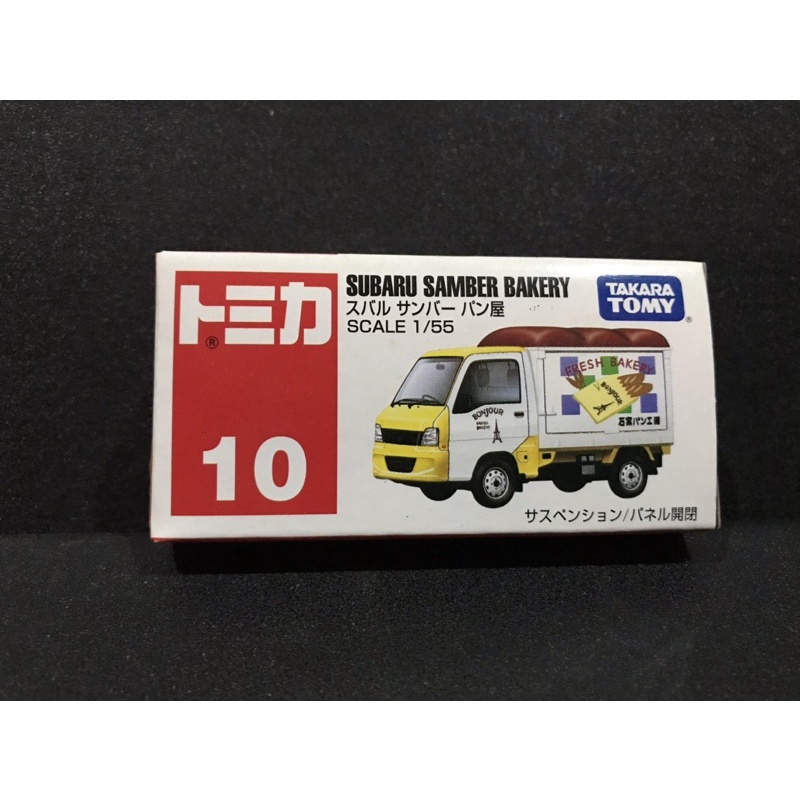 トミカ®
10
SUBARU SAMBER BAKERY
スバル サンバー パン屋
SCALE 1/55
TAKARA
TOMY®
FRESH BAKERY
BONJOUR
石窯パン工房
BONJOUR
サスペンション/パネル開閉